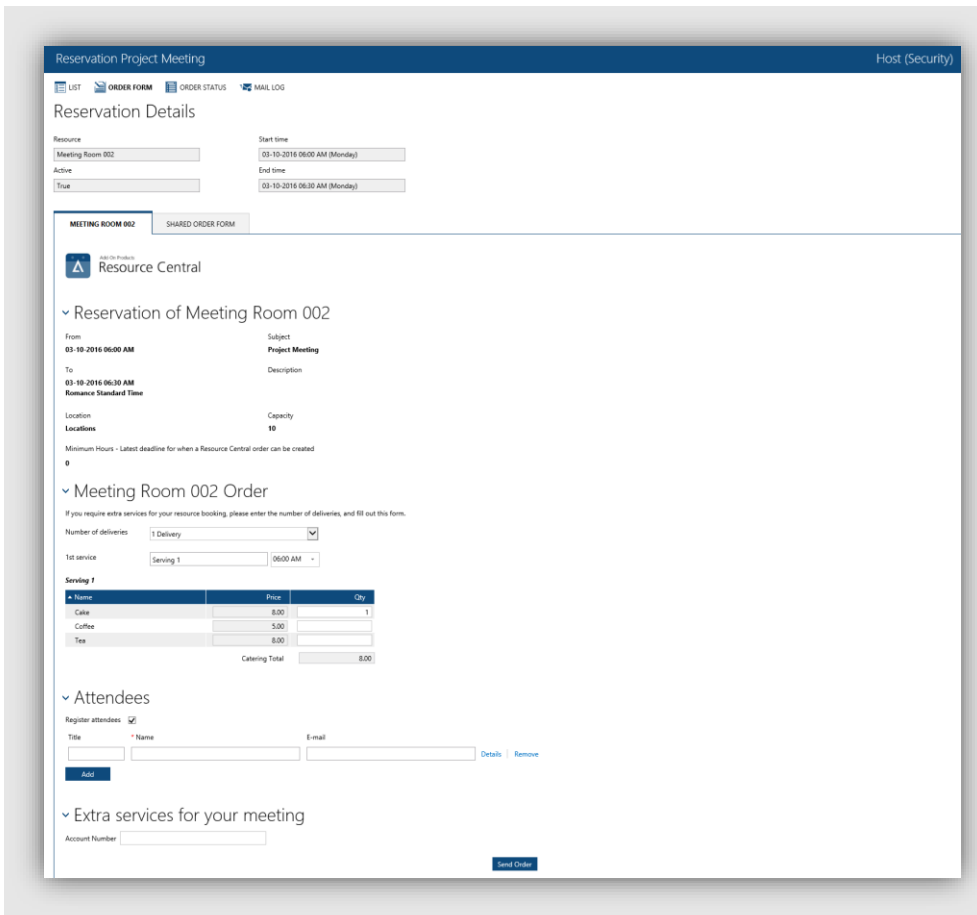 Reservation Project Meeting Host (Security)
LIST ORDER FORM ORDER STATUS MAIL LOG
Reservation Details
Resource Start time
Meeting Room 002 03-10-2016 06:00 AM (Monday)
Active End time
True 03-10-2016 06:30 AM (Monday)
MEETING ROOM 002 SHARED ORDER FORM
Add On Products
Resource Central
Reservation of Meeting Room 002
From Subject
03-10-2016 06:00 AM Project Meeting
To Description
03-10-2016 06:30 AM
Romance Standard Time
Location Capacity
Locations 10
Minimum Hours - Latest deadline for when a Resource Central order can be created
0
Meeting Room 002 Order
If you require extra services for your resource booking, please enter the number of deliveries, and fill out this form.
Number of deliveries 1 Delivery
1st service Serving 1 06:00 AM
Serving 1
Name Price Qty
Cake 8.00 1
Coffee 5.00
Tea 8.00
Catering Total 8.00
Attendees
Register attendees
Title * Name E-mail
Details | Remove
Add
Extra services for your meeting
Account Number
Send Order